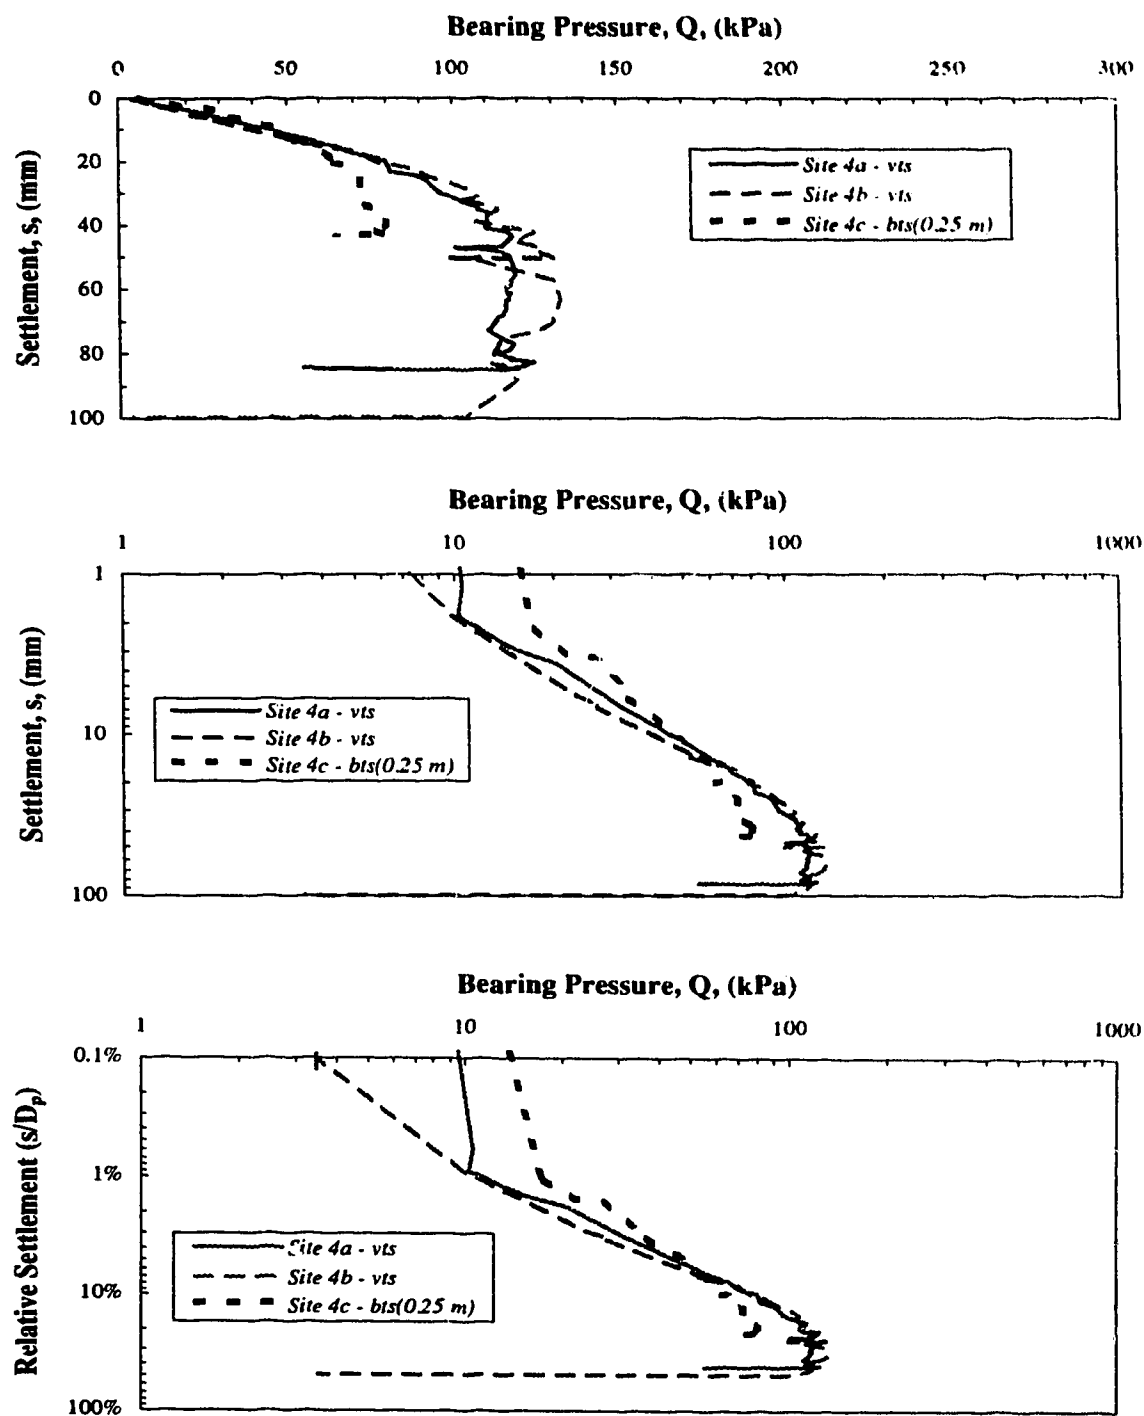 Bearing Pressure, Q, (kPa)
0 50 100 150 200 250 300
0
20
40
60
80
100
Settlement, s, (mm)
Site 4a - vts
Site 4b - vts
Site 4c - bts(0.25 m)
Bearing Pressure, Q, (kPa)
1 10 100 1000
1
10
100
Settlement, s, (mm)
Site 4a - vts
Site 4b - vts
Site 4c - bts(0.25 m)
Bearing Pressure, Q, (kPa)
1 10 100 1000
0.1%
1%
10%
100%
Relative Settlement (s/Dp)
Site 4a - vts
Site 4b - vts
Site 4c - bts(0.25 m)